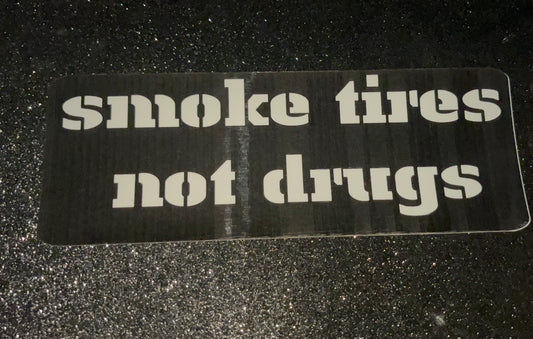 smoke tires
not drugs